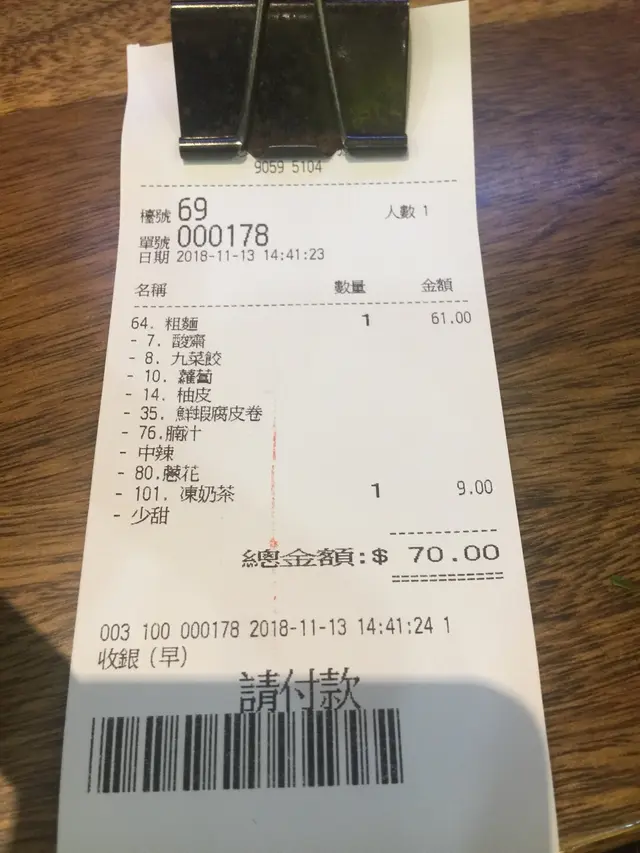 9059 5104
檯號 69 人數 1
單號 000178
日期 2018-11-13 14:41:23
名稱 數量 金額
64. 粗麵 1 61.00
- 7. 酸齋
- 8. 九菜餃
- 10. 蘿蔔
- 14. 柚皮
- 35. 鮮蝦腐皮卷
- 76.腩汁
- 中辣
- 80.蔥花
- 101. 凍奶茶 1 9.00
- 少甜
總金額:$ 70.00
003 100 000178 2018-11-13 14:41:24 1
收銀 (早)
請付款